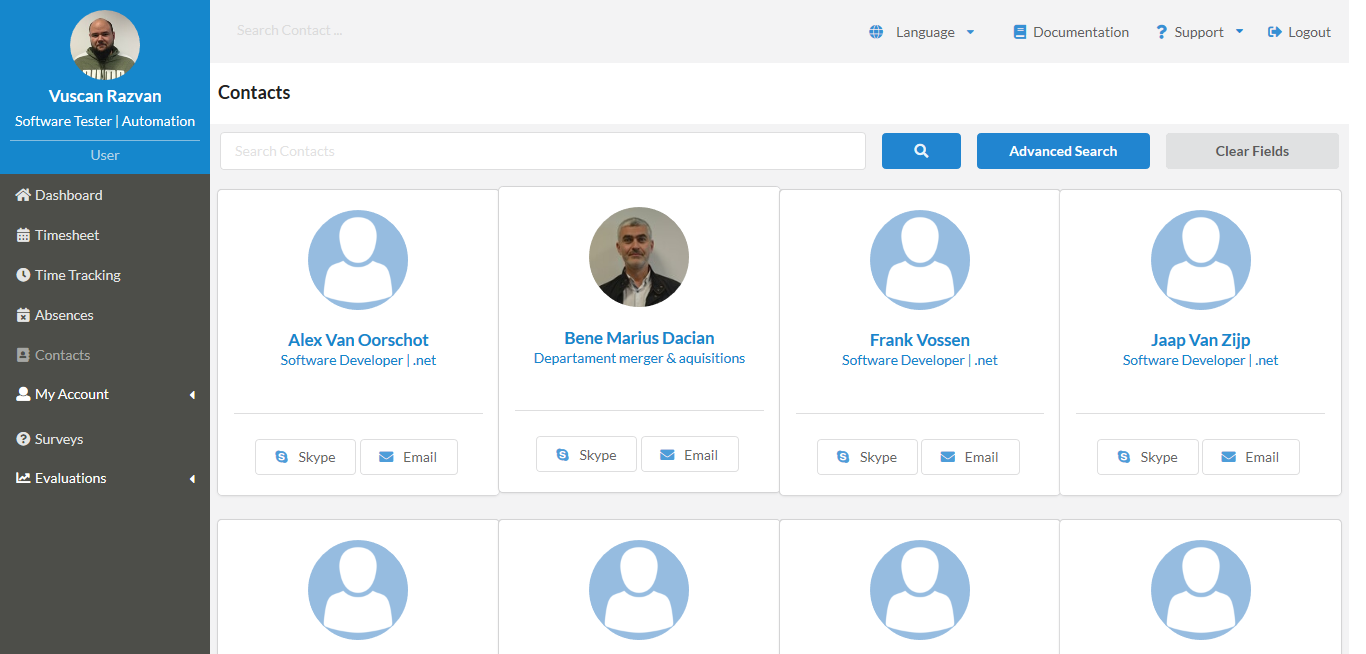 Vuscan Razvan
Software Tester | Automation
User
Dashboard
Timesheet
Time Tracking
Absences
Contacts
My Account
Surveys
Evaluations
Search Contact ...
Language
Documentation
Support
Logout
Contacts
Search Contacts
Advanced Search
Clear Fields
Alex Van Oorschot
Software Developer | .net
Skype
Email
Bene Marius Dacian
Departament merger & aquisitions
Skype
Email
Frank Vossen
Software Developer | .net
Skype
Email
Jaap Van Zijp
Software Developer | .net
Skype
Email